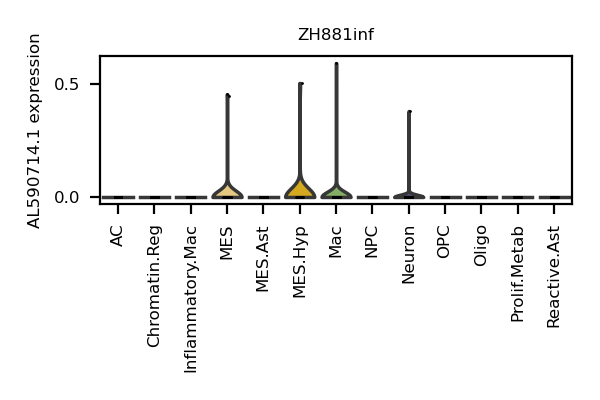 ZH881inf
AL590714.1 expression
0.5
0.0
AC
Chromatin.Reg
Inflammatory.Mac
MES
MES.Ast
MES.Hyp
Mac
NPC
Neuron
OPC
Oligo
Prolif.Metab
Reactive.Ast